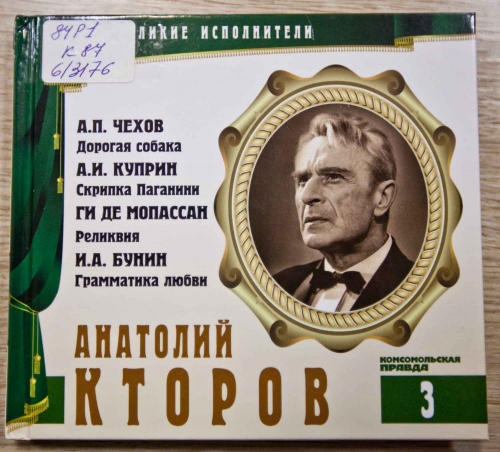 84Р1
К 87
6/3176
ЛИКИЕ ИСПОЛНИТЕЛИ
А.П. ЧЕХОВ
Дорогая собака
А.И. КУПРИН
Скрипка Паганини
ГИ ДЕ МОПАССАН
Реликвия
И.А. БУНИН
Грамматика любви
АНАТОЛИЙ
КТОРОВ
КОМСОМОЛЬСКАЯ
ПРАВДА
3